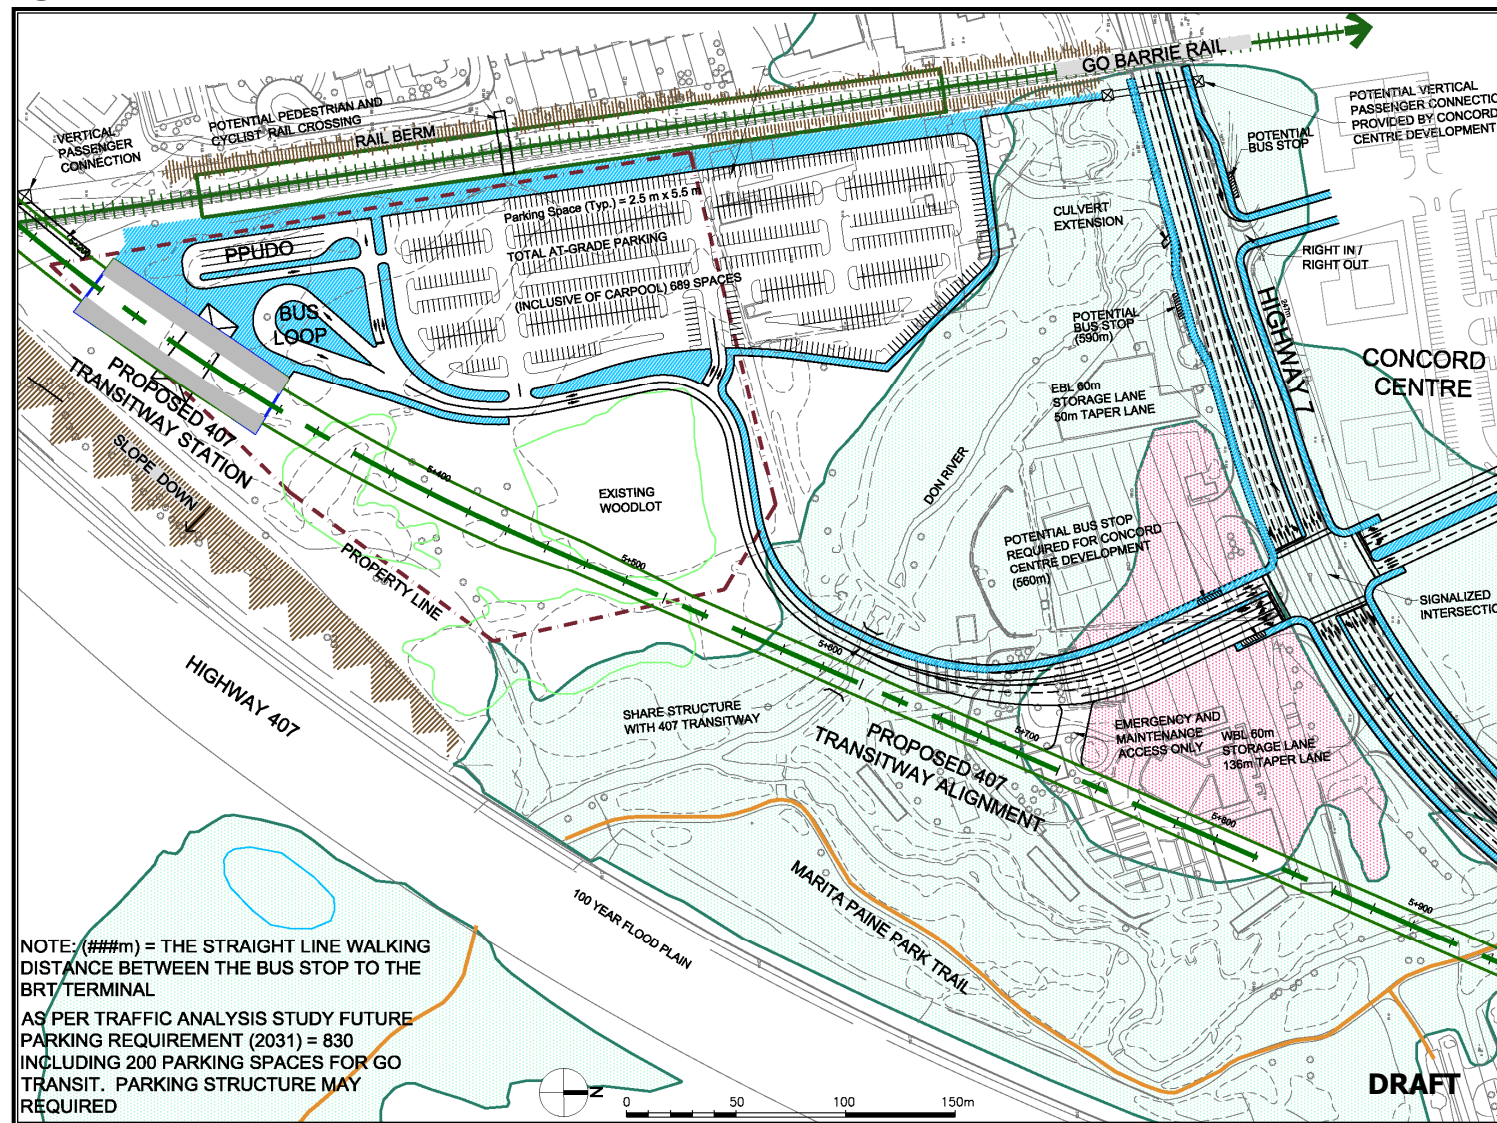 GO BARRIE RAIL
POTENTIAL PEDESTRIAN AND
CYCLIST RAIL CROSSING
RAIL BERM
VERTICAL
PASSENGER
CONNECTION
POTENTIAL VERTICAL
PASSENGER CONNECTIC
PROVIDED BY CONCORD
CENTRE DEVELOPMENT
POTENTIAL
BUS STOP
Parking Space (Typ.) = 2.5 m x 5.5 m
TOTAL AT-GRADE PARKING
(INCLUSIVE OF CARPOOL) 689 SPACES
PPUDO
BUS
LOOP
CULVERT
EXTENSION
RIGHT IN /
RIGHT OUT
HIGHWAY 7
POTENTIAL
BUS STOP
(590m)
CONCORD
CENTRE
EBL 60m
STORAGE LANE
50m TAPER LANE
PROPOSED 407
TRANSITWAY STATION
SLOPE DOWN
5+400
DON RIVER
EXISTING
WOODLOT
POTENTIAL BUS STOP
REQUIRED FOR CONCORD
CENTRE DEVELOPMENT
(560m)
5+500
PROPERTY LINE
SIGNALIZED
INTERSECTIC
5+600
HIGHWAY 407
SHARE STRUCTURE
WITH 407 TRANSITWAY
5+700
PROPOSED 407
TRANSITWAY ALIGNMENT
EMERGENCY AND
MAINTENANCE
ACCESS ONLY
WBL 60m
STORAGE LANE
136m TAPER LANE
5+800
MARITA PAINE PARK TRAIL
100 YEAR FLOOD PLAIN
5+900
NOTE: (###m) = THE STRAIGHT LINE WALKING
DISTANCE BETWEEN THE BUS STOP TO THE
BRT TERMINAL
AS PER TRAFFIC ANALYSIS STUDY FUTURE
PARKING REQUIREMENT (2031) = 830
INCLUDING 200 PARKING SPACES FOR GO
TRANSIT. PARKING STRUCTURE MAY
REQUIRED
N
0 50 100 150m
DRAFT